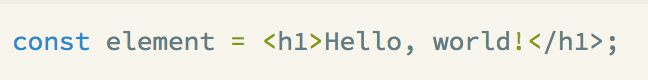 const element = <h1>Hello, world!</h1>;